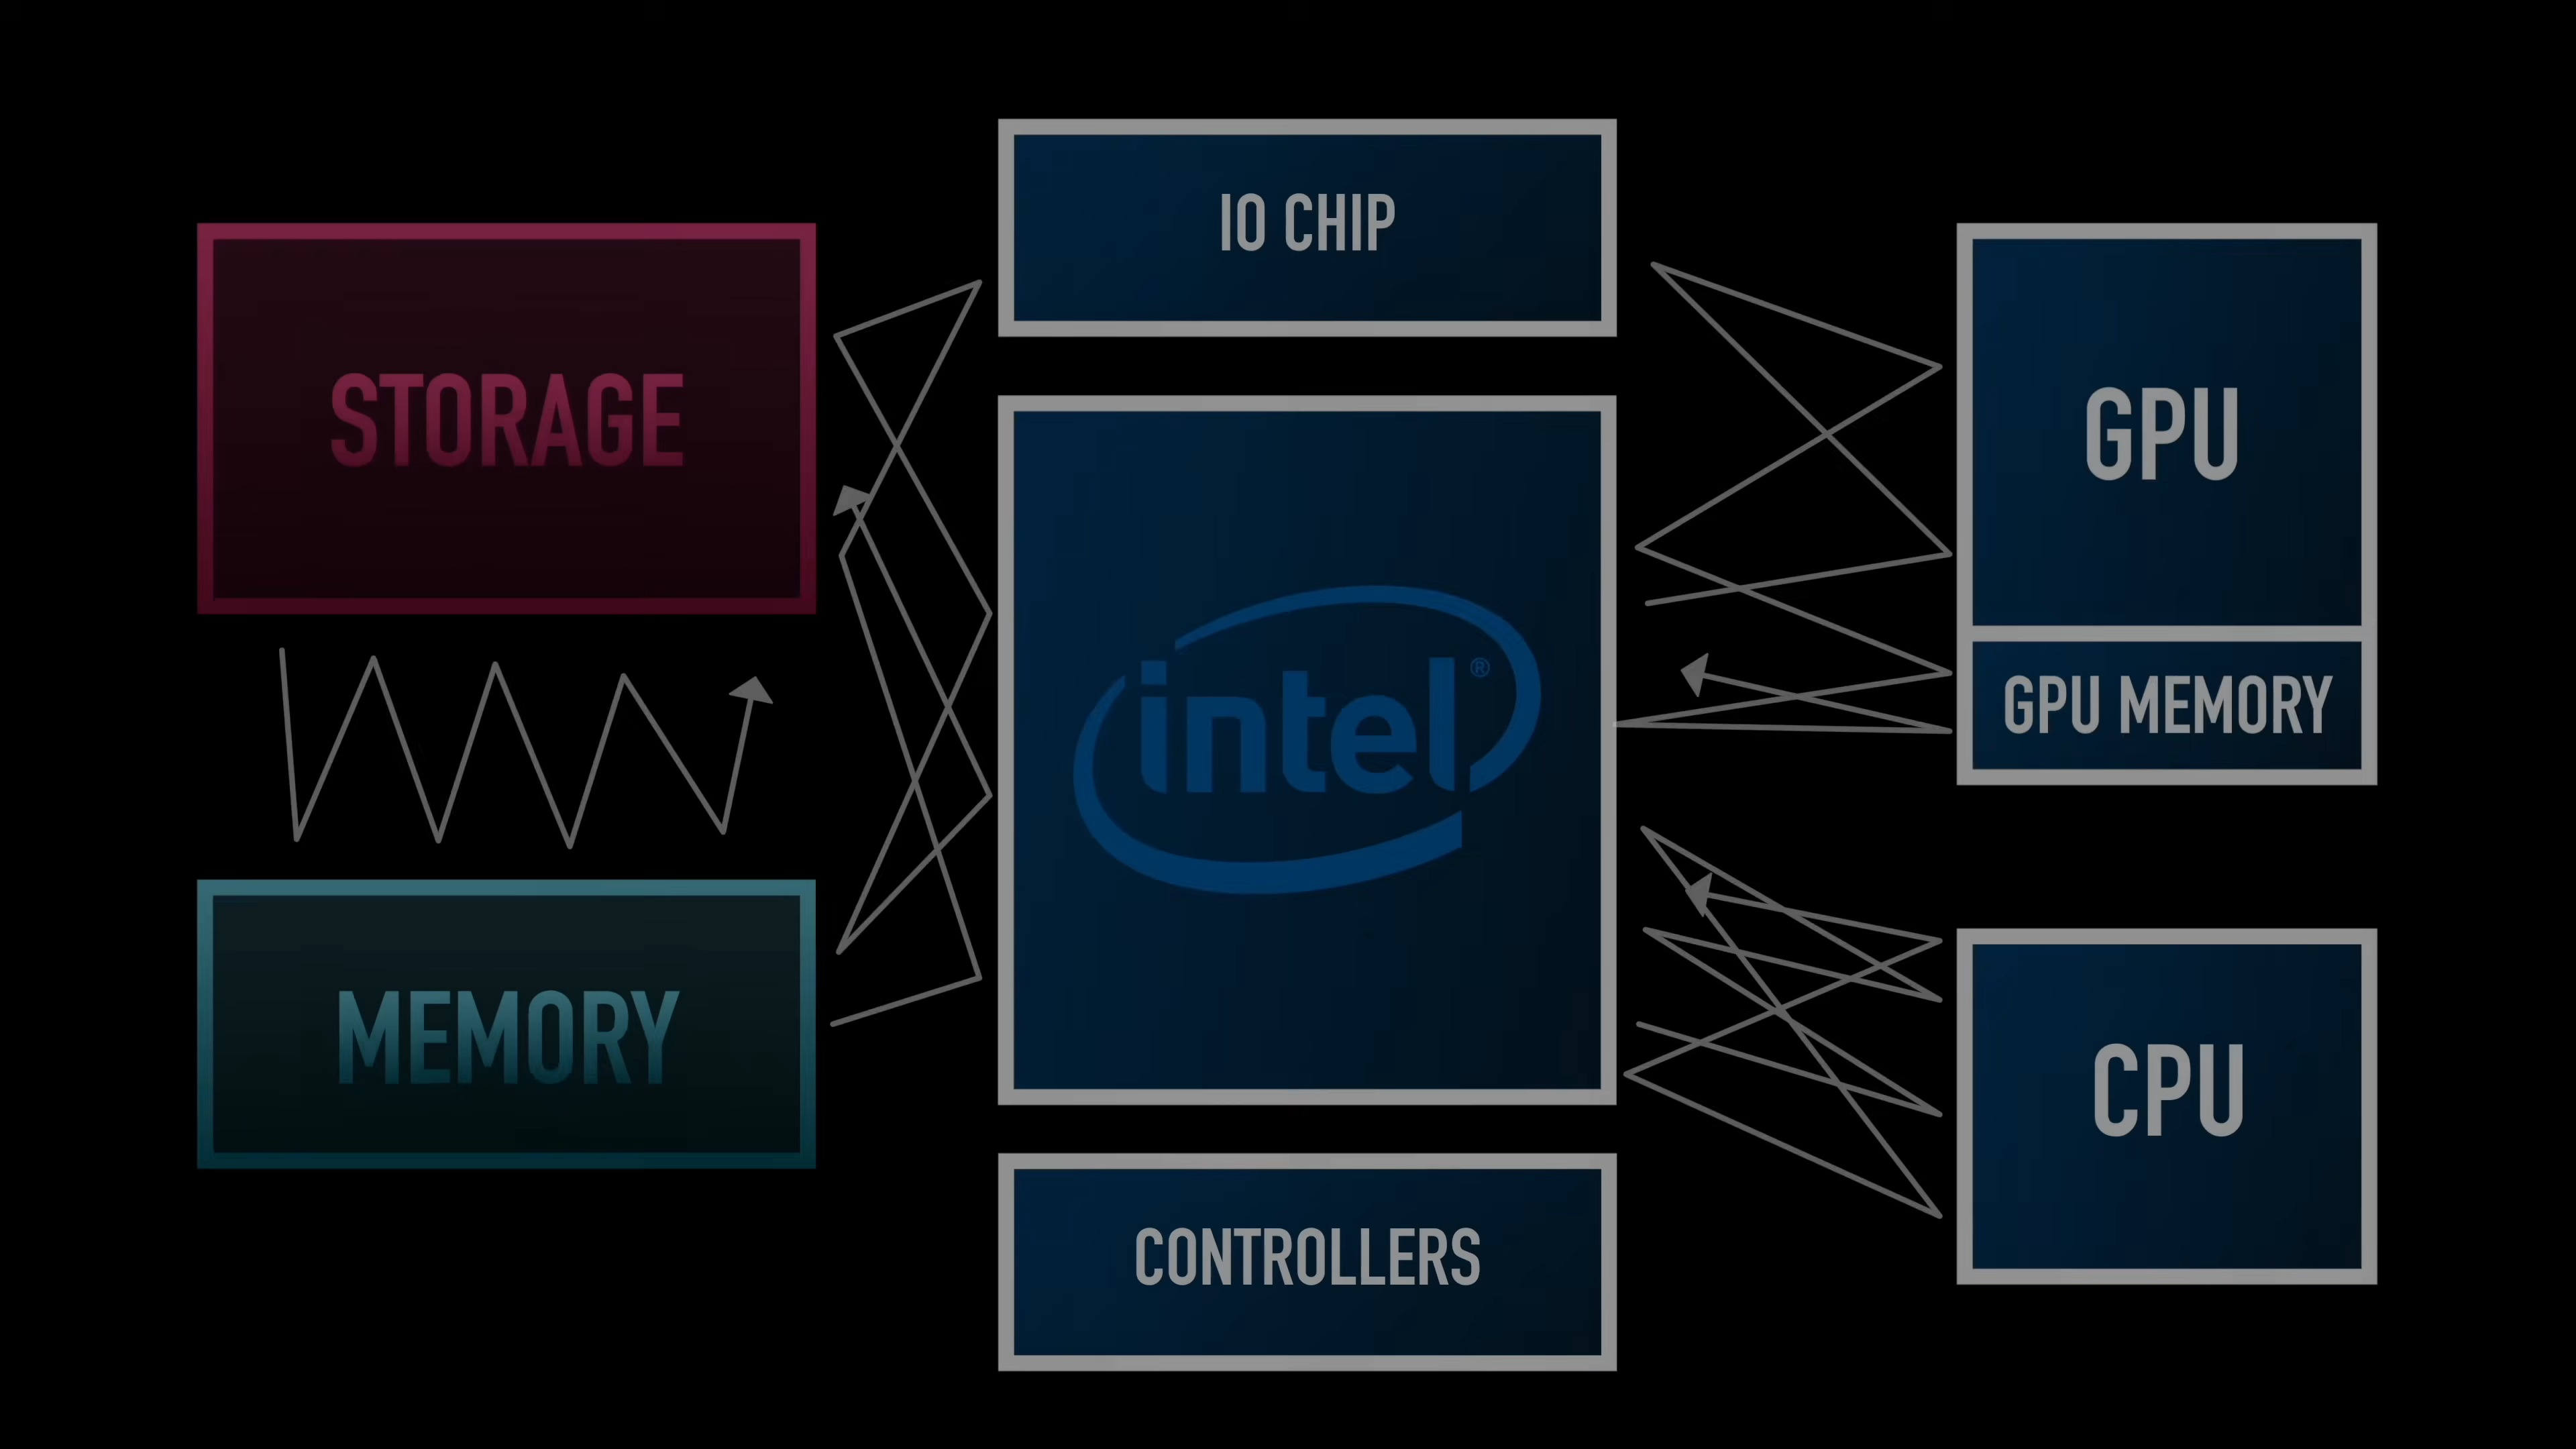 STORAGE
MEMORY
IO CHIP
intel®
CONTROLLERS
GPU
GPU MEMORY
CPU